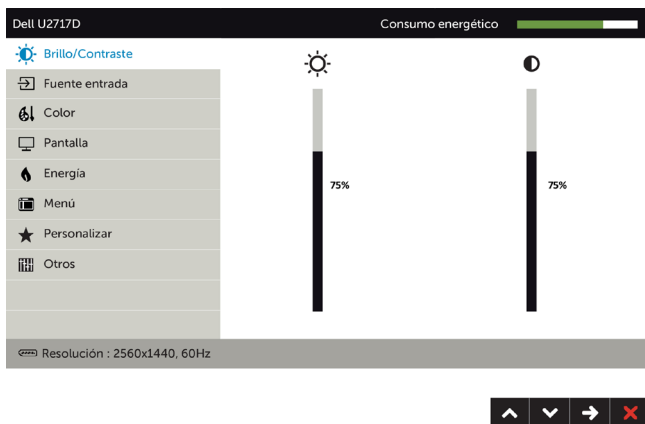 Dell U2717D
Consumo energético
Brillo/Contraste
Fuente entrada
Color
Pantalla
Energía
Menú
Personalizar
Otros
75%
75%
Resolución : 2560x1440, 60Hz